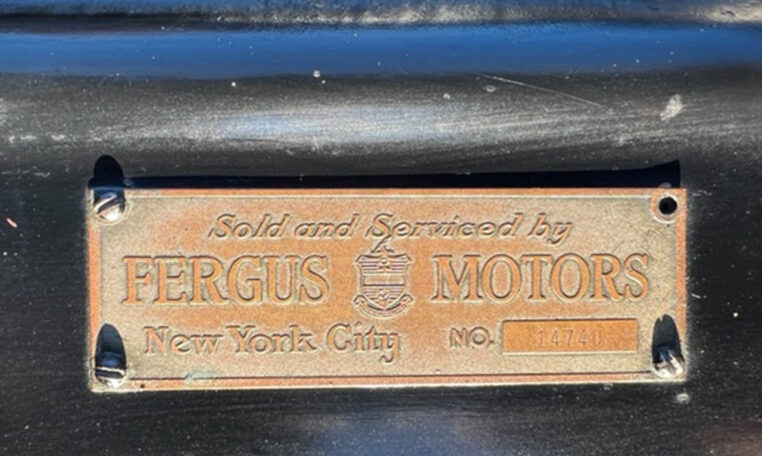 Sold and Serviced by
FERGUS MOTORS
New York City NO. 14740